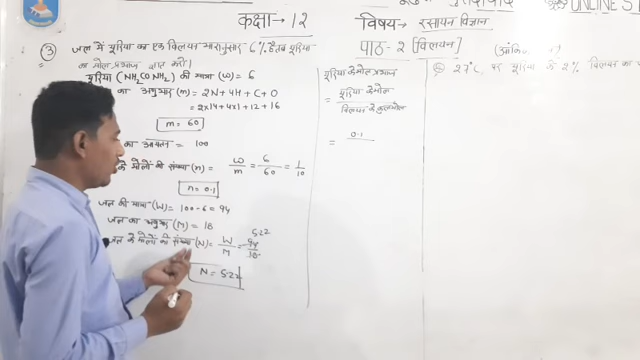 ONLINE S
कक्षा→ 12
विषय→ रसायन विज्ञान
पाठ-2 [विलयन]
③ जल में यूरिया का एक विलयन भारानुसार 6% है तब यूरिया
का मोल प्रभाज ज्ञात करो।
यूरिया (NH₂CONH₂) की मात्रा (w) = 6
का अणुभार (m) = 2N+4H+C+O
= 2×14+4×1+12+16
m = 60
का आयतन = 100
के मोलों की संख्या (n) = w/m = 6/60 = 1/10
n = 0.1
जल की मात्रा (W) = 100-6 = 94
जल का अणुभार (M) = 18
जल के मोलों की संख्या (N) = W/M = 94/18 5.22
N = 5.22
यूरिया के मोल प्रभाज
= यूरिया के मोल / विलयन के कुल मोल
= 0.1
27°C, पर यूरिया के 2% विलयन का